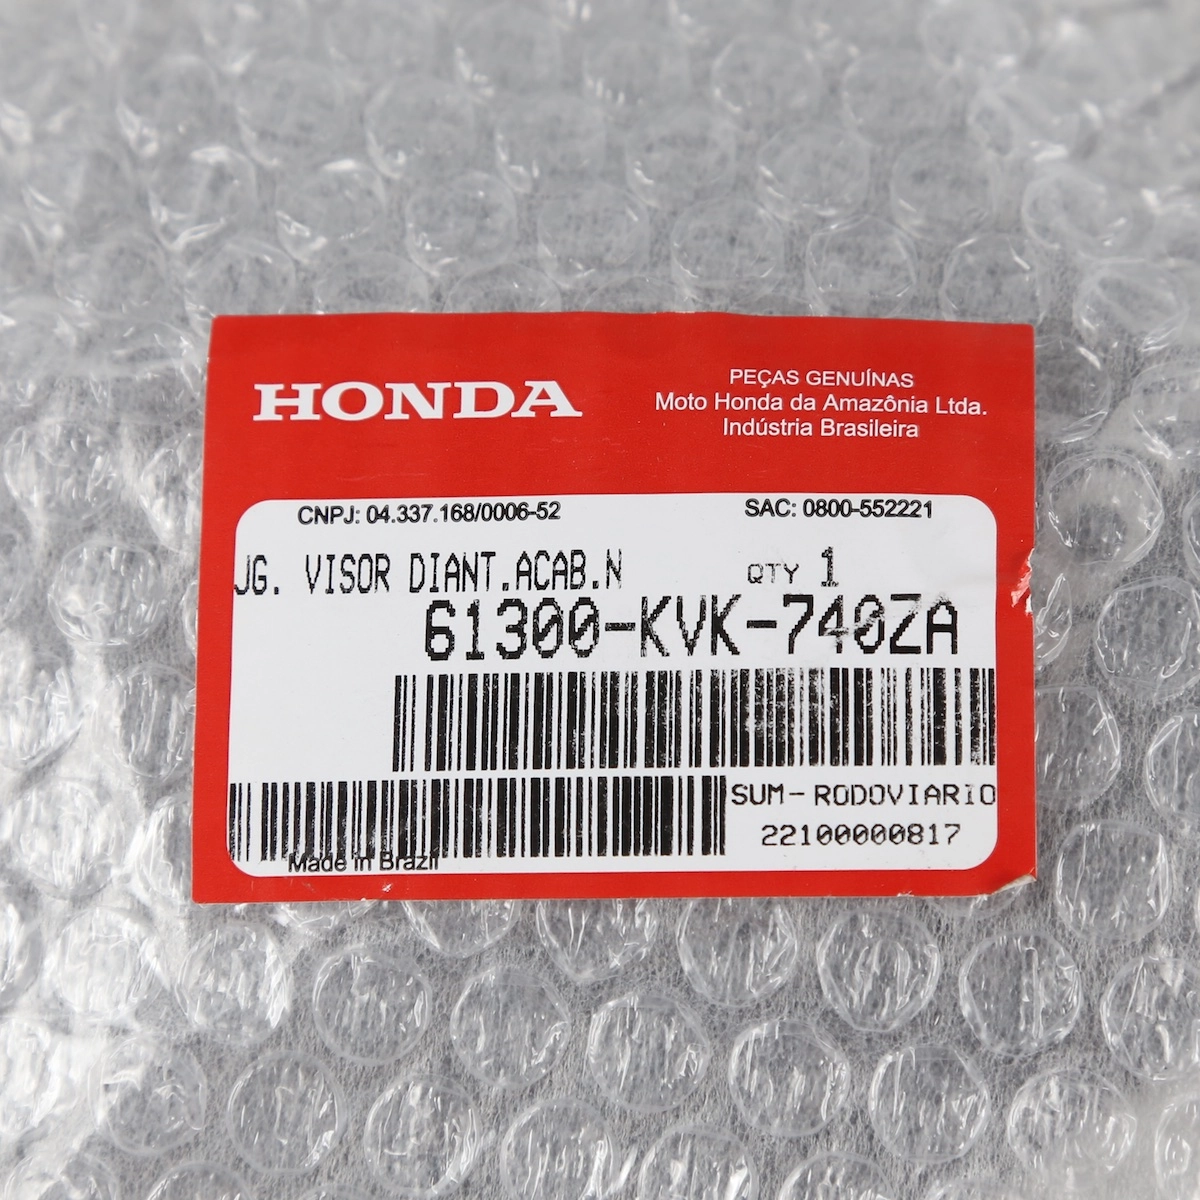 HONDA
PEÇAS GENUÍNAS
Moto Honda da Amazônia Ltda.
Indústria Brasileira
CNPJ: 04.337.168/0006-52
SAC: 0800-552221
JG. VISOR DIANT.ACAB.N
QTY 1
61300-KVK-740ZA
SUM-RODOVIARIO
22100000817
Made in Brazil